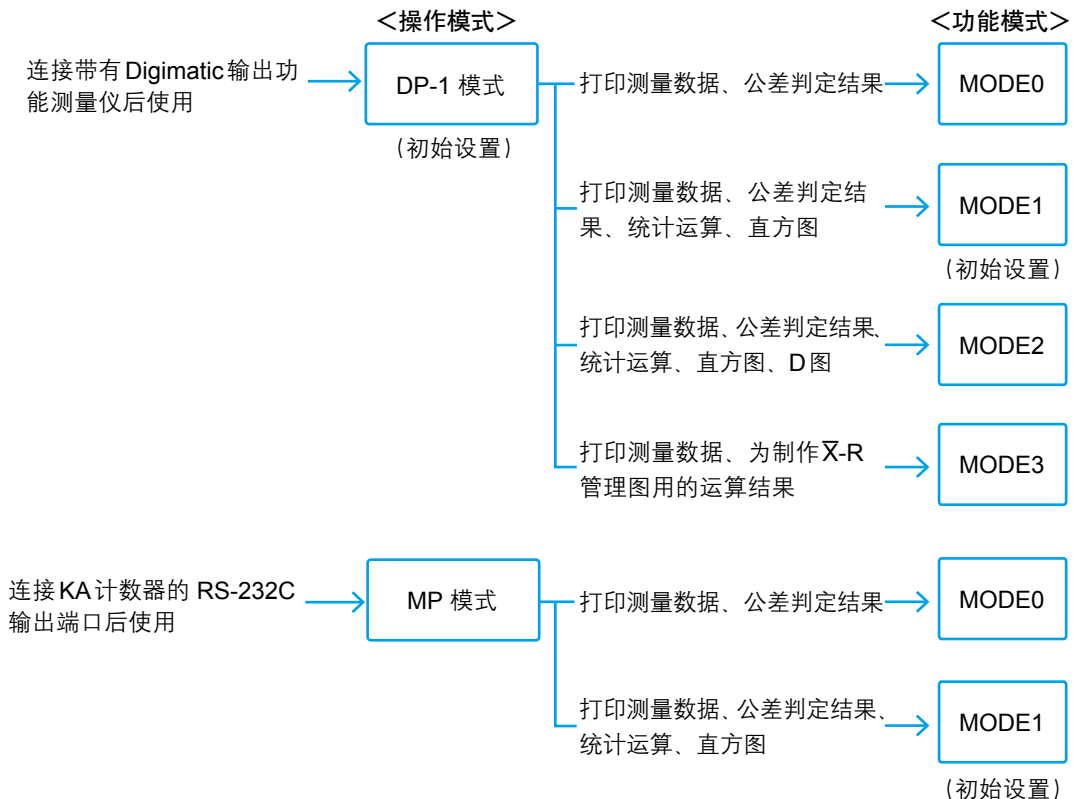 ＜操作模式＞
＜功能模式＞
连接带有Digimatic输出功
能测量仪后使用
DP-1 模式
（初始设置）
打印测量数据、公差判定结果
MODE0
打印测量数据、公差判定结
果、统计运算、直方图
MODE1
（初始设置）
打印测量数据、公差判定结果、
统计运算、直方图、D图
MODE2
打印测量数据、为制作X̅-R
管理图用的运算结果
MODE3
连接KA计数器的 RS-232C
输出端口后使用
MP 模式
打印测量数据、公差判定结果
MODE0
打印测量数据、公差判定结果、
统计运算、直方图
MODE1
（初始设置）